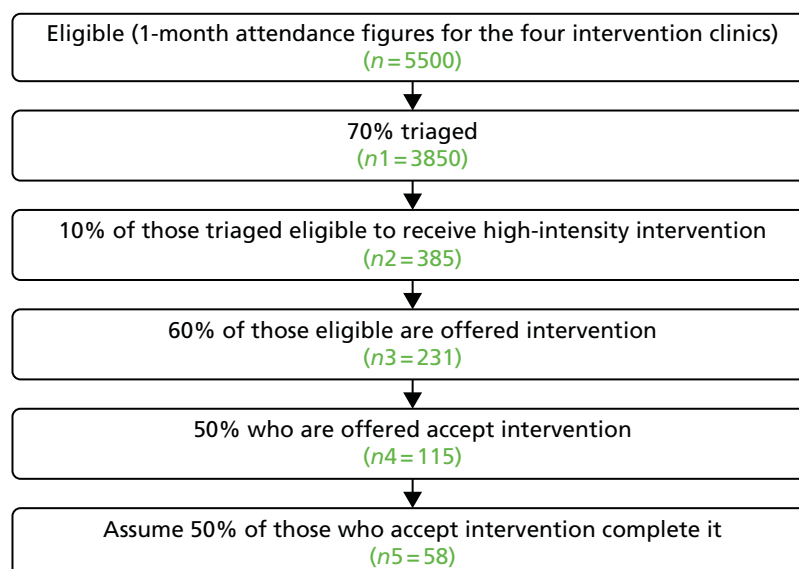 Eligible (1-month attendance figures for the four intervention clinics)
(n=5500)
70% triaged
(n1=3850)
10% of those triaged eligible to receive high-intensity intervention
(n2=385)
60% of those eligible are offered intervention
(n3=231)
50% who are offered accept intervention
(n4=115)
Assume 50% of those who accept intervention complete it
(n5=58)